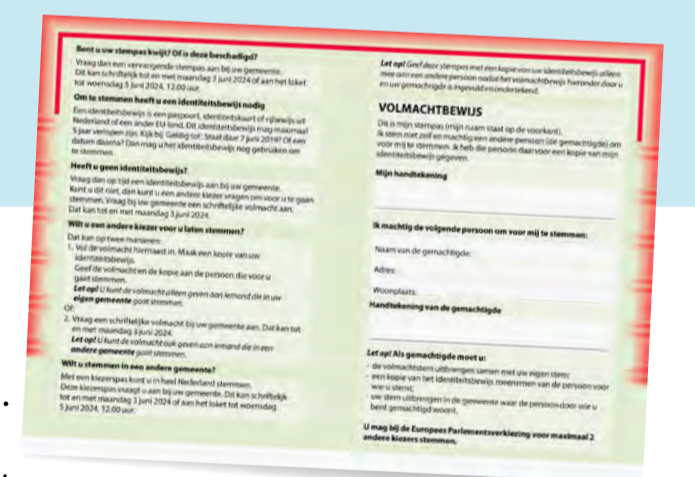 Bent u uw stempas kwijt? Of is deze beschadigd?
Vraag dan een vervangende stempas aan bij uw gemeente.
Dit kan schriftelijk tot en met maandag 3 juni 2024 of aan het loket
tot woensdag 5 juni 2024, 12.00 uur.
Om te stemmen heeft u een identiteitsbewijs nodig
Een identiteitsbewijs is een paspoort, identiteitskaart of rijbewijs uit
Nederland of een ander EU land. Dit identiteitsbewijs mag maximaal
5 jaar verlopen zijn. Kijk bij 'Geldig tot'. Staat daar 7 juni 2019? Of een
datum daarna? Dan mag u het identiteitsbewijs nog gebruiken om
te stemmen.
Heeft u geen identiteitsbewijs?
Vraag dan op tijd een identiteitsbewijs aan bij uw gemeente.
Kunt u dit niet, dan kunt u een andere kiezer vragen om voor u te gaan
stemmen. Vraag bij uw gemeente een schriftelijke volmacht aan.
Dat kan tot en met maandag 3 juni 2024.
Wilt u een andere kiezer voor u laten stemmen?
Dat kan op twee manieren:
1. Vul de volmacht hiernaast in. Maak een kopie van uw
identiteitsbewijs.
Geef de volmacht en de kopie aan de persoon die voor u
gaat stemmen.
Let op! U kunt de volmacht alleen geven aan iemand die in uw
eigen gemeente gaat stemmen.
OF:
2. Vraag een schriftelijke volmacht bij uw gemeente aan. Dat kan tot
en met maandag 3 juni 2024.
Let op! U kunt de volmacht ook geven aan iemand die in een
andere gemeente gaat stemmen.
Wilt u stemmen in een andere gemeente?
Met een kiezerspas kunt u in heel Nederland stemmen.
Deze kiezerspas vraagt u aan bij uw gemeente. Dit kan schriftelijk
tot en met maandag 3 juni 2024 of aan het loket tot woensdag
5 juni 2024, 12.00 uur.
Let op! Geef deze stempas met een kopie van uw identiteitsbewijs alleen
mee aan een andere persoon nadat het volmachtbewijs hieronder door u
en uw gemachtigde is ingevuld en ondertekend.
VOLMACHTBEWIJS
Dit is mijn stempas (mijn naam staat op de voorkant).
Ik stem niet zelf en machtig een andere persoon (de gemachtigde) om
voor mij te stemmen. Ik heb die persoon daarvoor een kopie van mijn
identiteitsbewijs gegeven.
Mijn handtekening
Ik machtig de volgende persoon om voor mij te stemmen:
Naam van de gemachtigde:
Adres:
Woonplaats:
Handtekening van de gemachtigde
Let op! Als gemachtigde moet u:
- de volmachtstem uitbrengen samen met uw eigen stem;
- een kopie van het identiteitsbewijs meenemen van de persoon voor
wie u stemt;
- uw stem uitbrengen in de gemeente waar de persoon door wie u
bent gemachtigd woont.
U mag bij de Europees Parlementsverkiezing voor maximaal 2
andere kiezers stemmen.